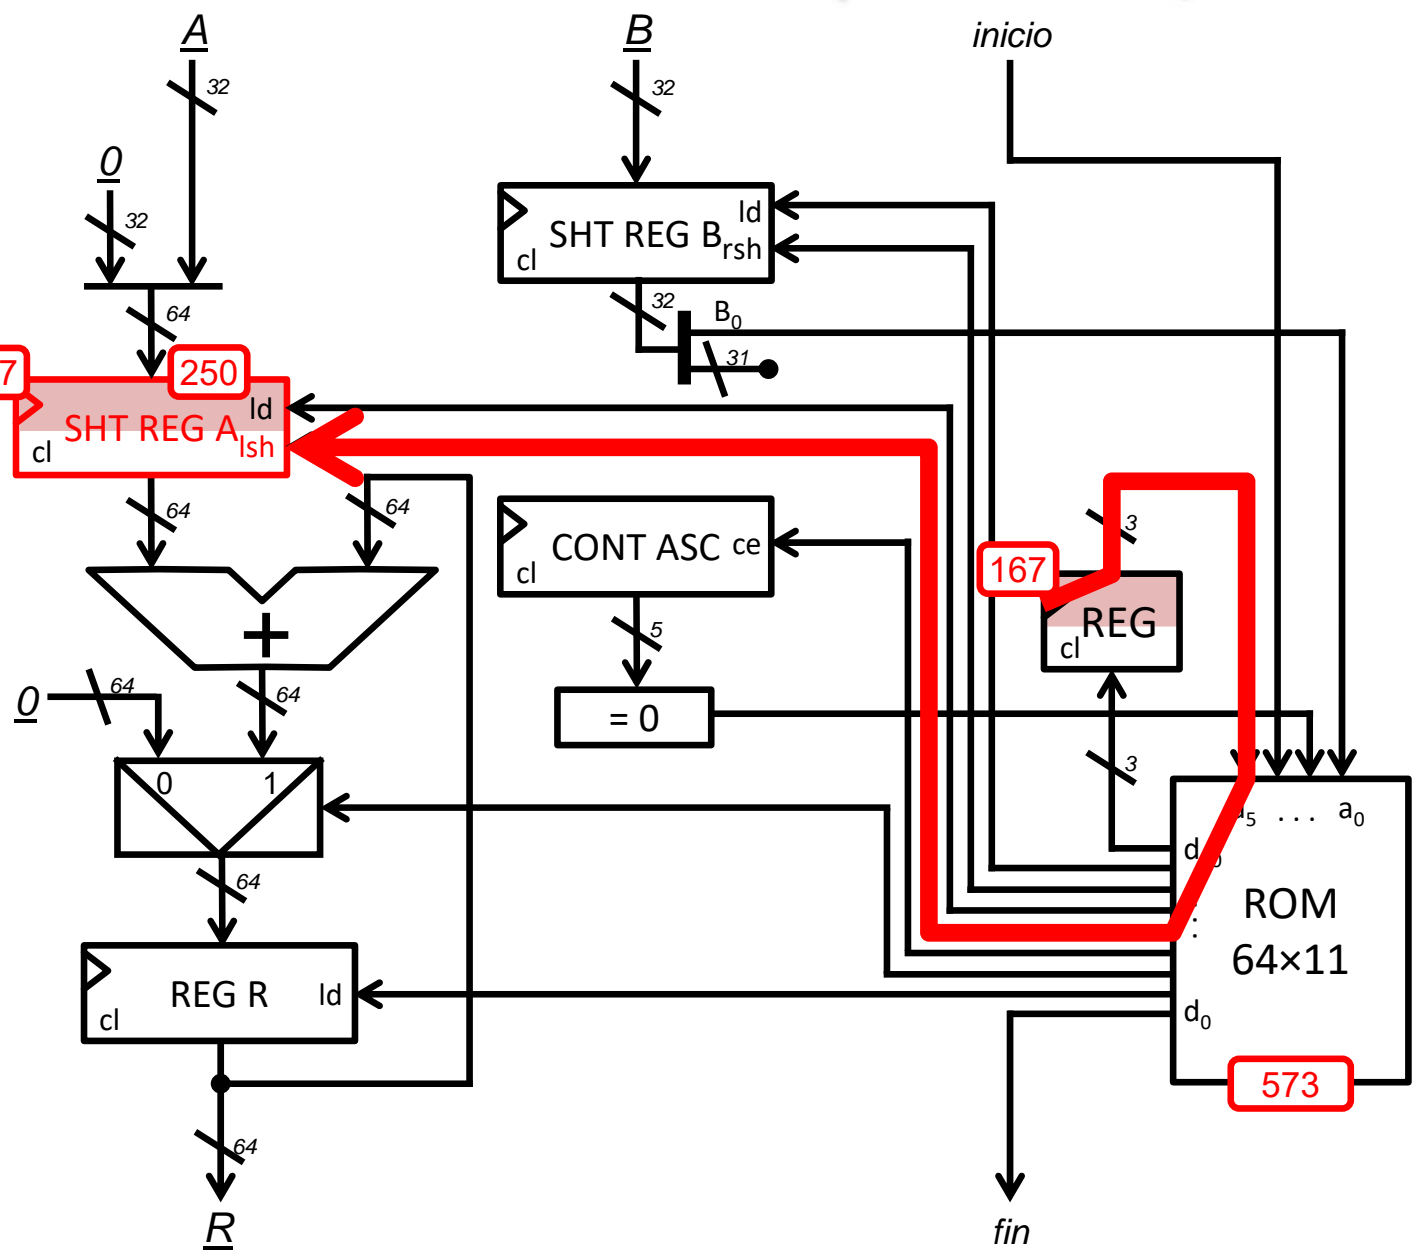 A
B
inicio
32
32
0
32
64
ld
SHT REG B
rsh
cl
32
B0
31
7
250
ld
SHT REG A
lsh
cl
64
64
3
CONT ASC
ce
cl
167
REG
cl
+
5
0
64
64
= 0
3
0
1
a5 ... a0
64
ROM
64×11
REG R
ld
cl
d0
573
64
R
fin